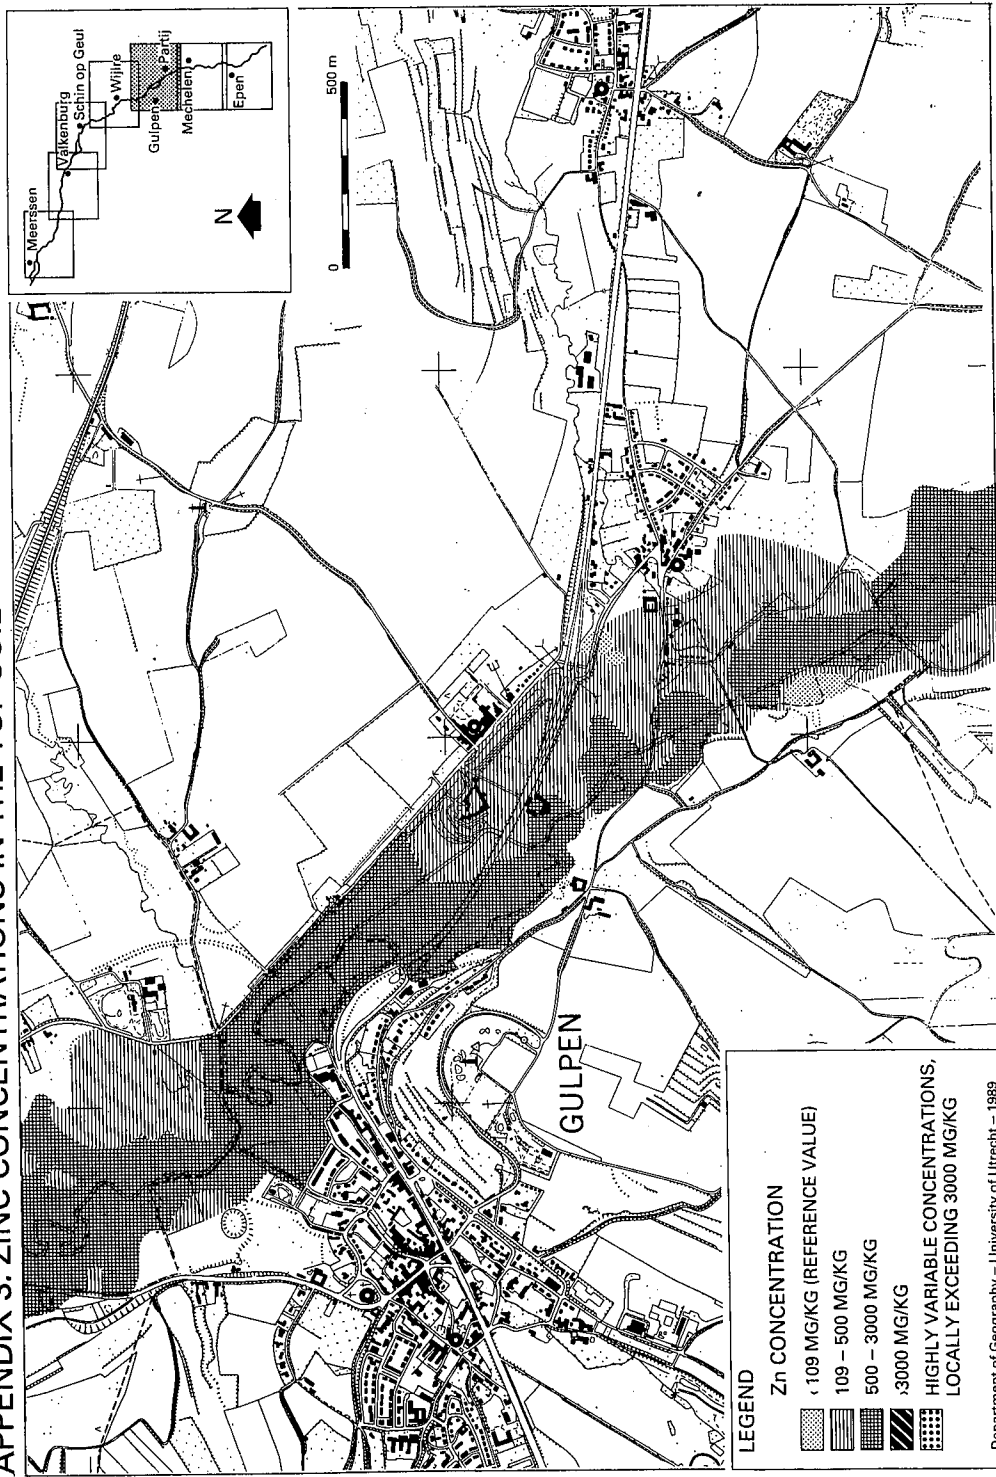 APPENDIX 3: ZINC CONCENTRATIONS IN THE
Meerssen
Valkenburg
Schin op Geul
Wijlre
Gulpen
Partij
Mechelen
Epen
N
0
500 m
GULPEN
LEGEND
Zn CONCENTRATION
‹ 109 MG/KG (REFERENCE VALUE)
109 – 500 MG/KG
500 – 3000 MG/KG
›3000 MG/KG
HIGHLY VARIABLE CONCENTRATIONS,
LOCALLY EXCEEDING 3000 MG/KG
Department of Geography – University of Utrecht – 1989